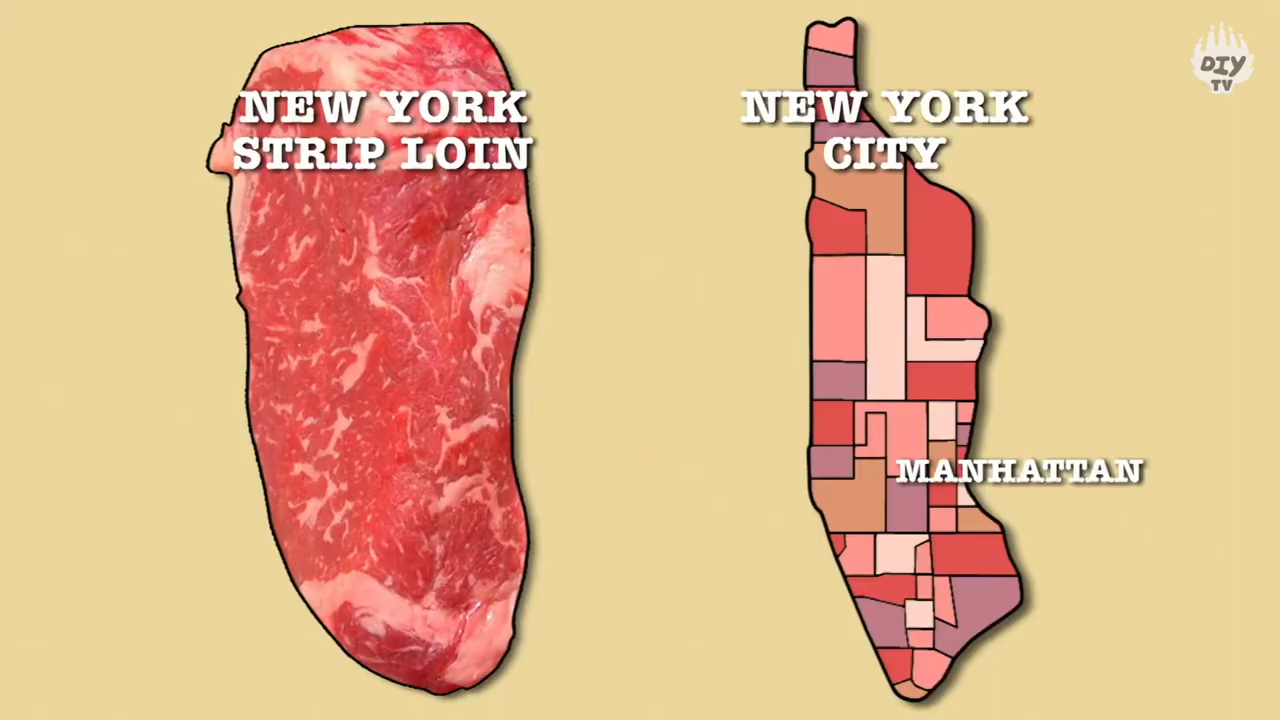 NEW YORK
STRIP LOIN
NEW YORK
CITY
MANHATTAN
DIY
TV